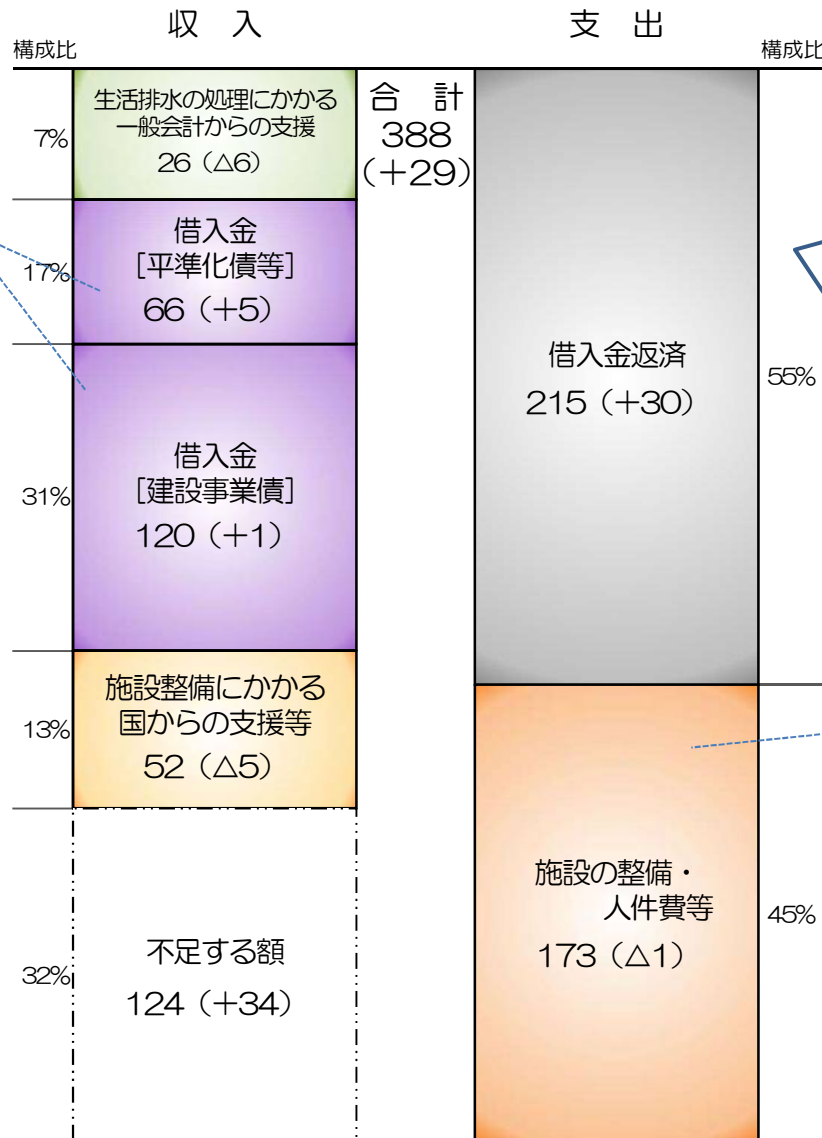 収 入
支 出
構成比
構成比
7%
生活排水の処理にかかる
一般会計からの支援
26（△6）
合 計
388
(＋29)
17%
借入金
［平準化債等］
66（＋5）
31%
借入金
［建設事業債］
120（＋1）
13%
施設整備にかかる
国からの支援等
52（△5）
32%
不足する額
124（＋34）
借入金返済
215（＋30）
55%
施設の整備・
人件費等
173（△1）
45%